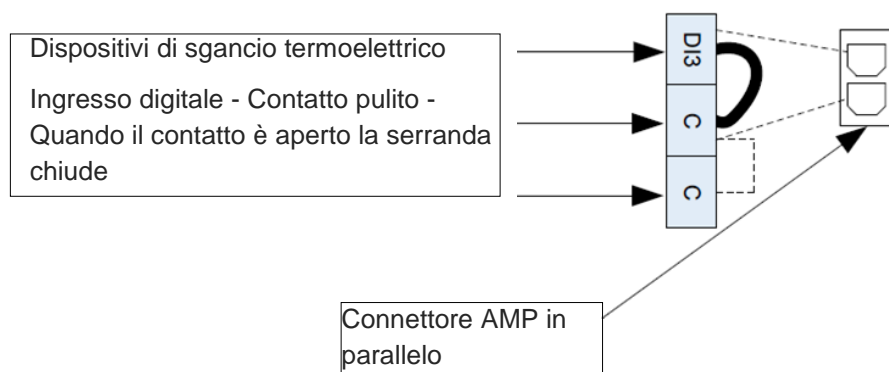 Dispositivi di sgancio termoelettrico
Ingresso digitale - Contatto pulito -
Quando il contatto è aperto la serranda
chiude
DI3
C
C
Connettore AMP in
parallelo